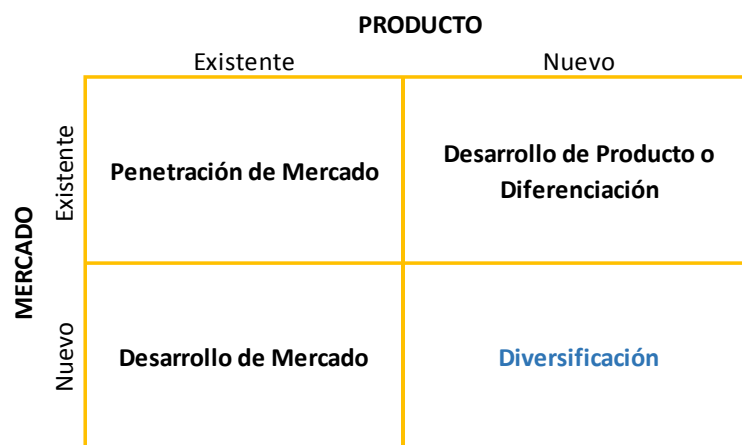 PRODUCTO
Existente
Nuevo
MERCADO
Existente
Penetración de Mercado
Desarrollo de Producto o
Diferenciación
Nuevo
Desarrollo de Mercado
Diversificación